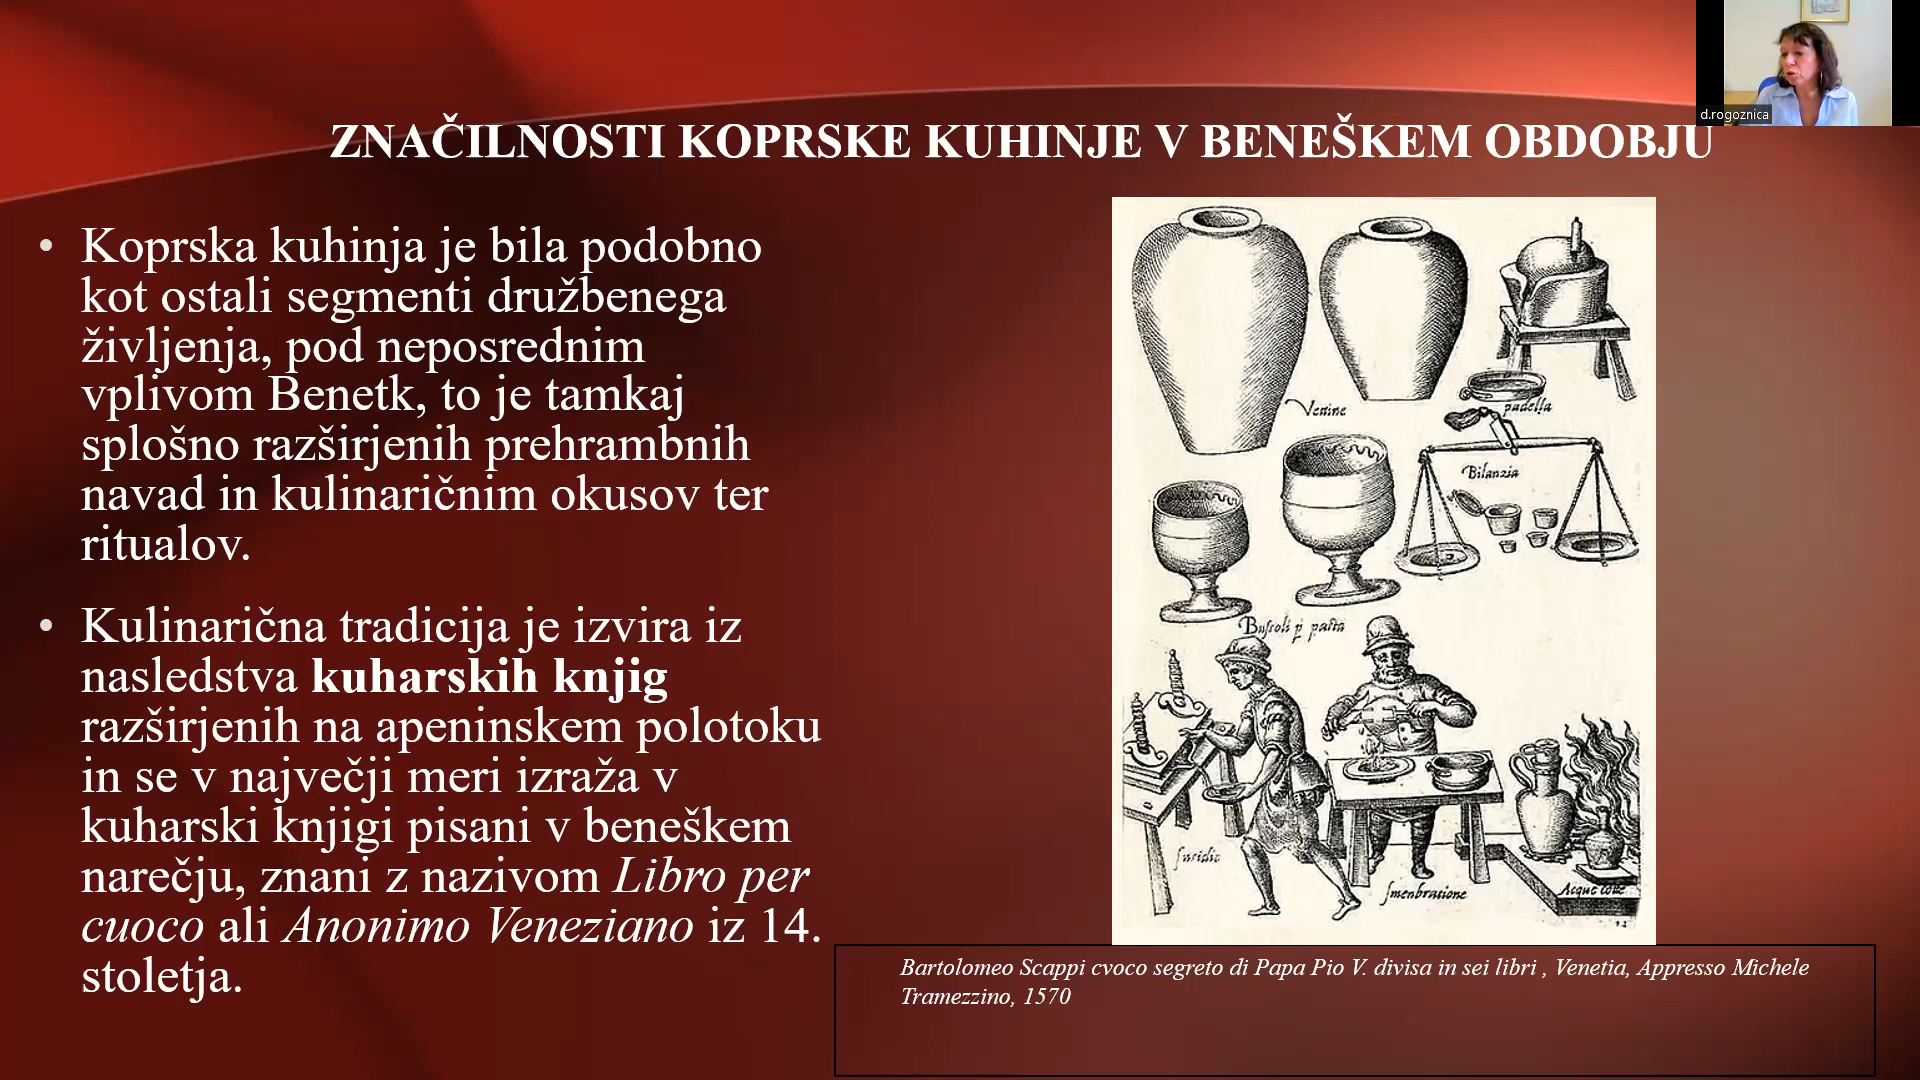 d.rogoznica
ZNAČILNOSTI KOPRSKE KUHINJE V BENEŠKEM OBDOBJU
• Koprska kuhinja je bila podobno
kot ostali segmenti družbenega
življenja, pod neposrednim
vplivom Benetk, to je tamkaj
splošno razširjenih prehrambnih
navad in kulinaričnim okusov ter
ritualov.
• Kulinarična tradicija je izvira iz
nasledstva kuharskih knjig
razširjenih na apeninskem polotoku
in se v največji meri izraža v
kuharski knjigi pisani v beneškem
narečju, znani z nazivom Libro per
cuoco ali Anonimo Veneziano iz 14.
stoletja.
Vettine
padella
Bilanzia
smenbratione
Bartolomeo Scappi cvoco segreto di Papa Pio V. divisa in sei libri , Venetia, Appresso Michele
Tramezzino, 1570